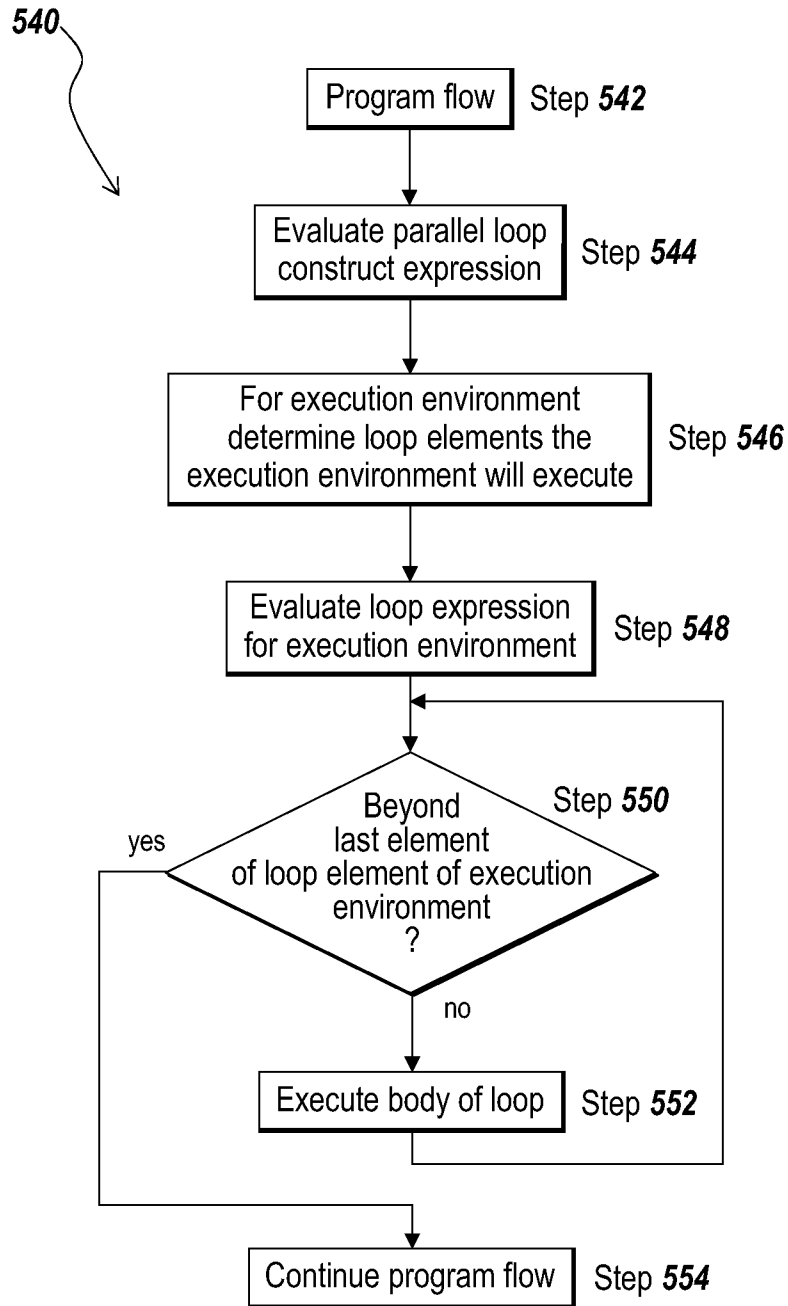 540
Program flow Step 542
Evaluate parallel loop
construct expression
Step 544
For execution environment
determine loop elements the
execution environment will execute
Step 546
Evaluate loop expression
for execution environment
Step 548
Step 550
Beyond
last element
of loop element of execution
environment
?
yes
no
Execute body of loop Step 552
Continue program flow Step 554